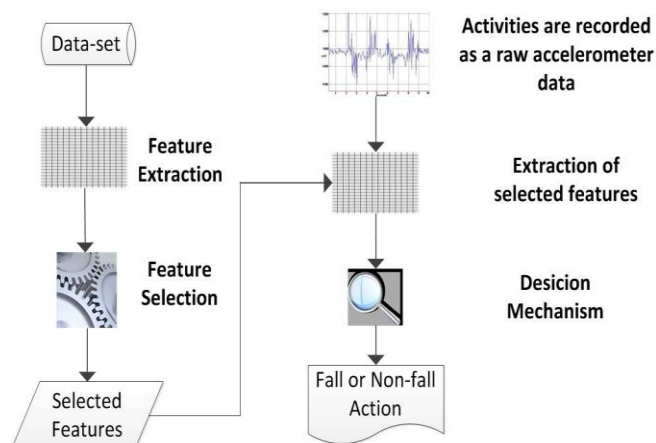 Data-set
Feature
Extraction
Feature
Selection
Selected
Features
Activities are recorded
as a raw accelerometer
data
Extraction of
selected features
Desicion
Mechanism
Fall or Non-fall
Action